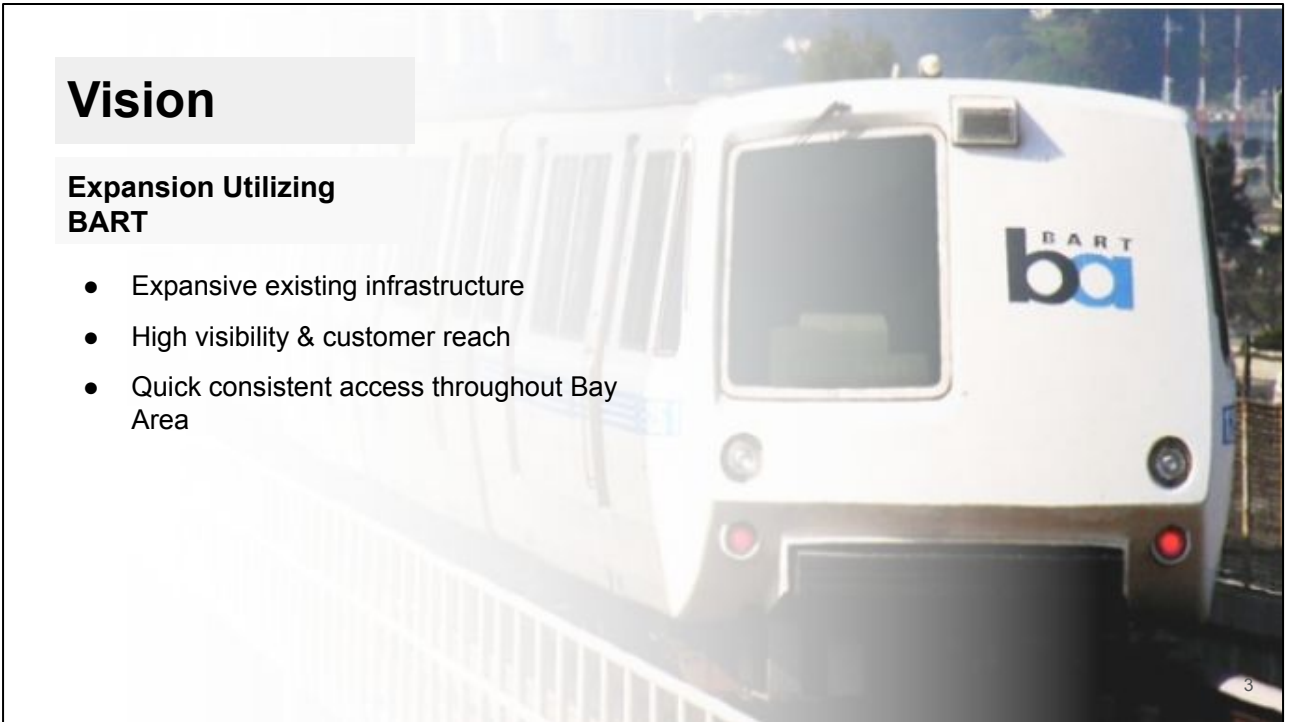 Vision
Expansion Utilizing
BART
● Expansive existing infrastructure
● High visibility & customer reach
● Quick consistent access throughout Bay
Area
BART
ba
3